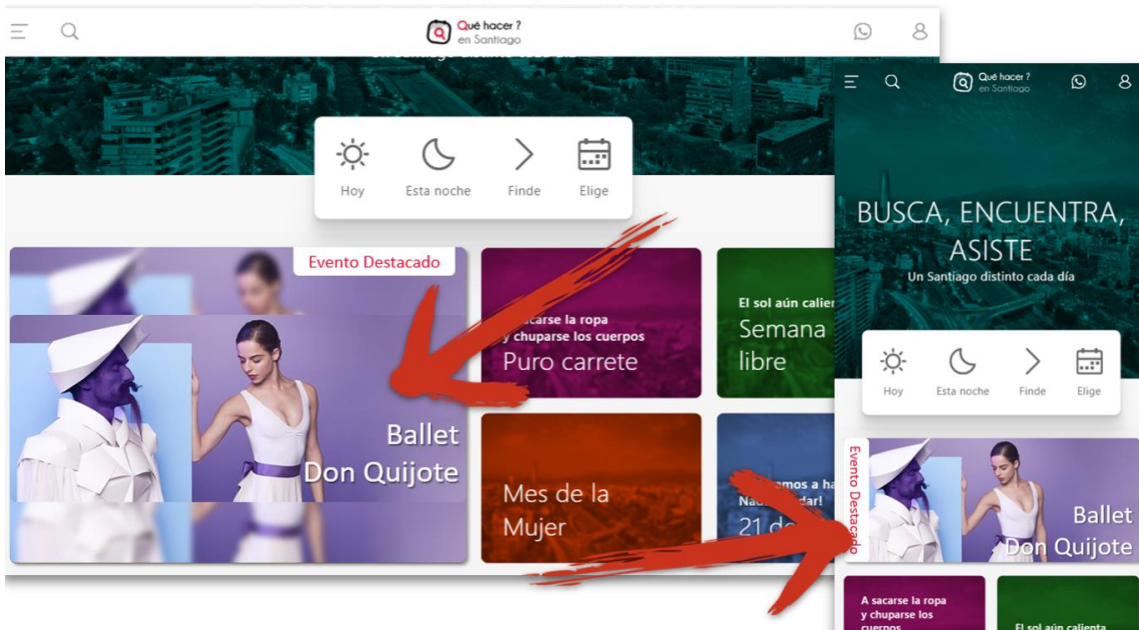 Qué hacer ?
en Santiago
Hoy
Esta noche
Finde
Elige
Evento Destacado
Ballet
Don Quijote
la ropa
y chuparse los cuerpos
Puro carrete
El sol aún
Semana
libre
Mes de la
Mujer
21
Qué hacer ?
en Santiago
BUSCA, ENCUENTRA,
ASISTE
Un Santiago distinto cada día
Hoy
Esta noche
Finde
Elige
Evento Destacado
Ballet
Don Quijote
A sacarse la ropa
y chuparse los
cuerpos
El sol aún calienta